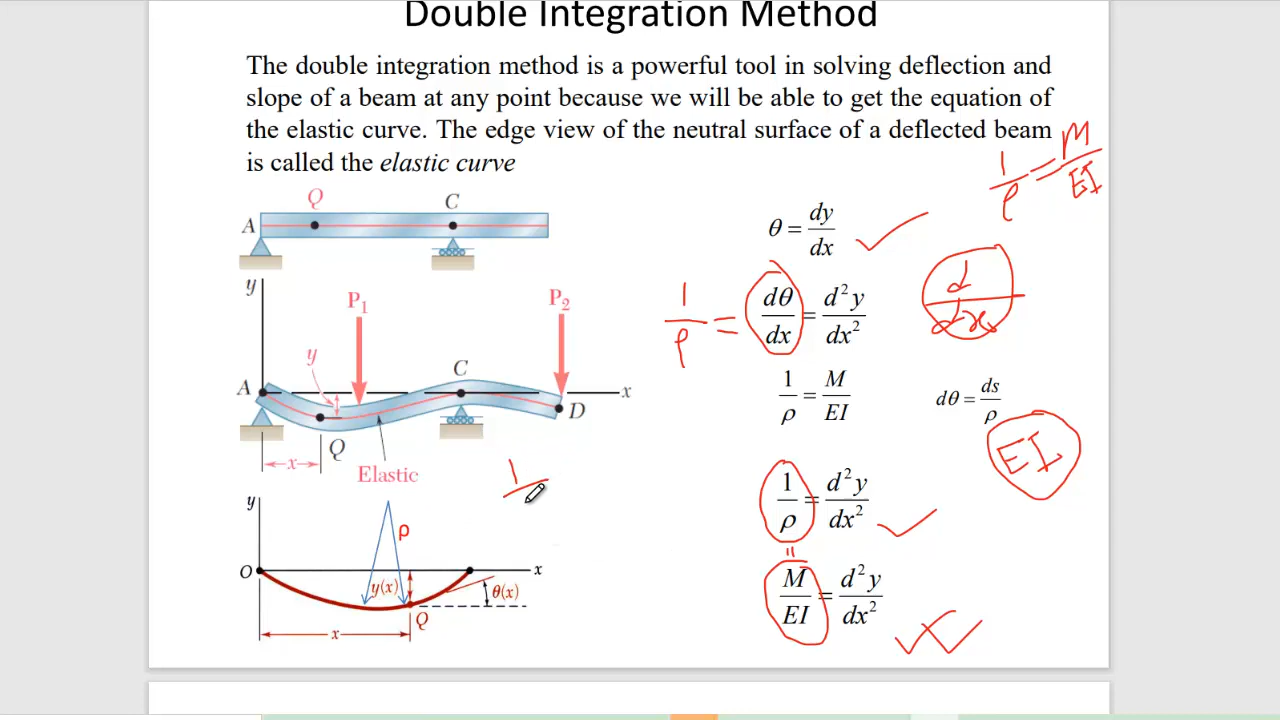 Double Integration Method
The double integration method is a powerful tool in solving deflection and
slope of a beam at any point because we will be able to get the equation of
the elastic curve. The edge view of the neutral surface of a deflected beam
is called the elastic curve
1/ρ = M/EI
A Q C
θ = dy/dx
d/dx
y P₁ P₂
1/ρ = dθ/dx = d²y/dx²
y
A C x
D
Q
x
Elastic
1/ρ = M/EI
dθ = ds/ρ
EI
1
1/ρ = d²y/dx²
"
M/EI = d²y/dx²
y
ρ
O x
y(x) θ(x)
Q
x